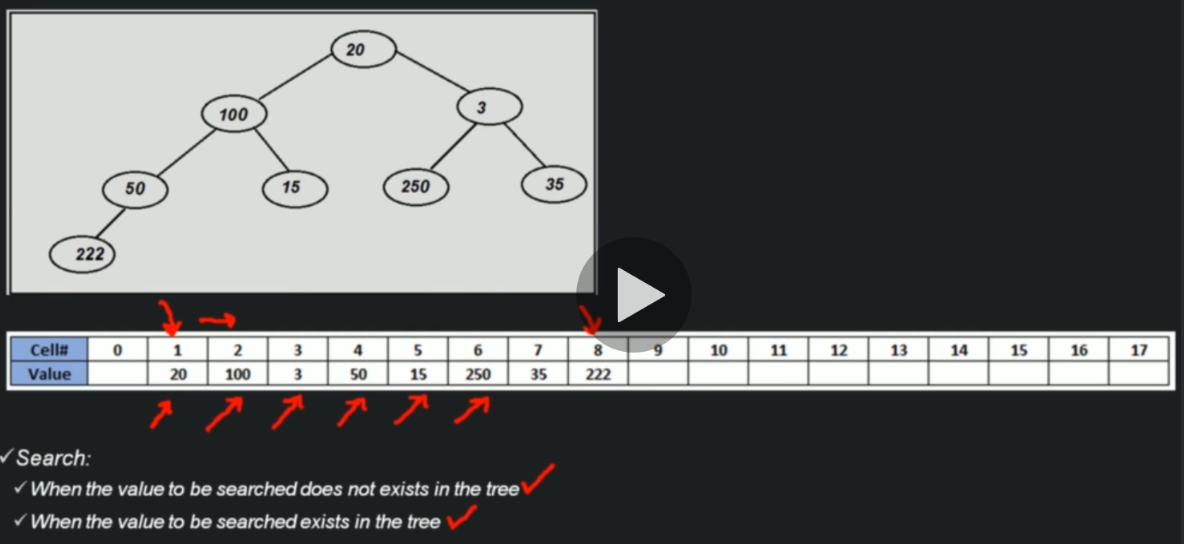 20
100
3
50
15
250
35
222
Cell# 0 1 2 3 4 5 6 7 8 9 10 11 12 13 14 15 16 17
Value 20 100 3 50 15 250 35 222
✓ Search:
✓ When the value to be searched does not exists in the tree
✓ When the value to be searched exists in the tree